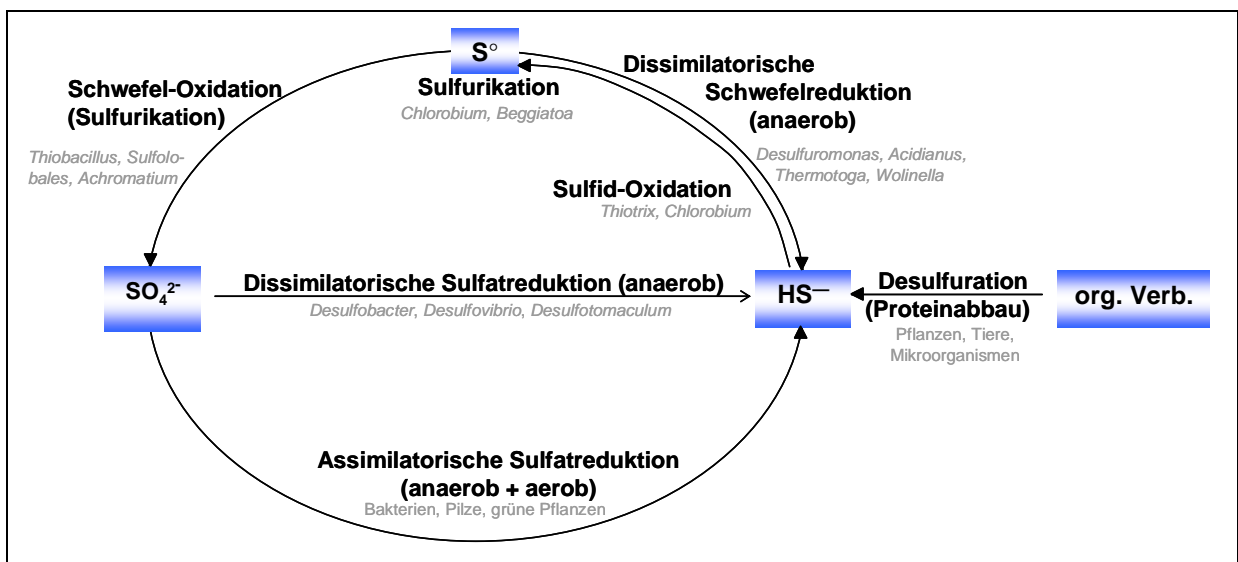 S°
Sulfurikation
Chlorobium, Beggiatoa
Schwefel-Oxidation
(Sulfurikation)
Thiobacillus, Sulfolo-
bales, Achromatium
Dissimilatorische
Schwefelreduktion
(anaerob)
Desulfuromonas, Acidianus,
Thermotoga, Wolinella
Sulfid-Oxidation
Thiotrix, Chlorobium
SO₄²⁻
Dissimilatorische Sulfatreduktion (anaerob)
Desulfobacter, Desulfovibrio, Desulfotomaculum
HS—
Desulfuration
(Proteinabbau)
Pflanzen, Tiere,
Mikroorganismen
org. Verb.
Assimilatorische Sulfatreduktion
(anaerob + aerob)
Bakterien, Pilze, grüne Pflanzen